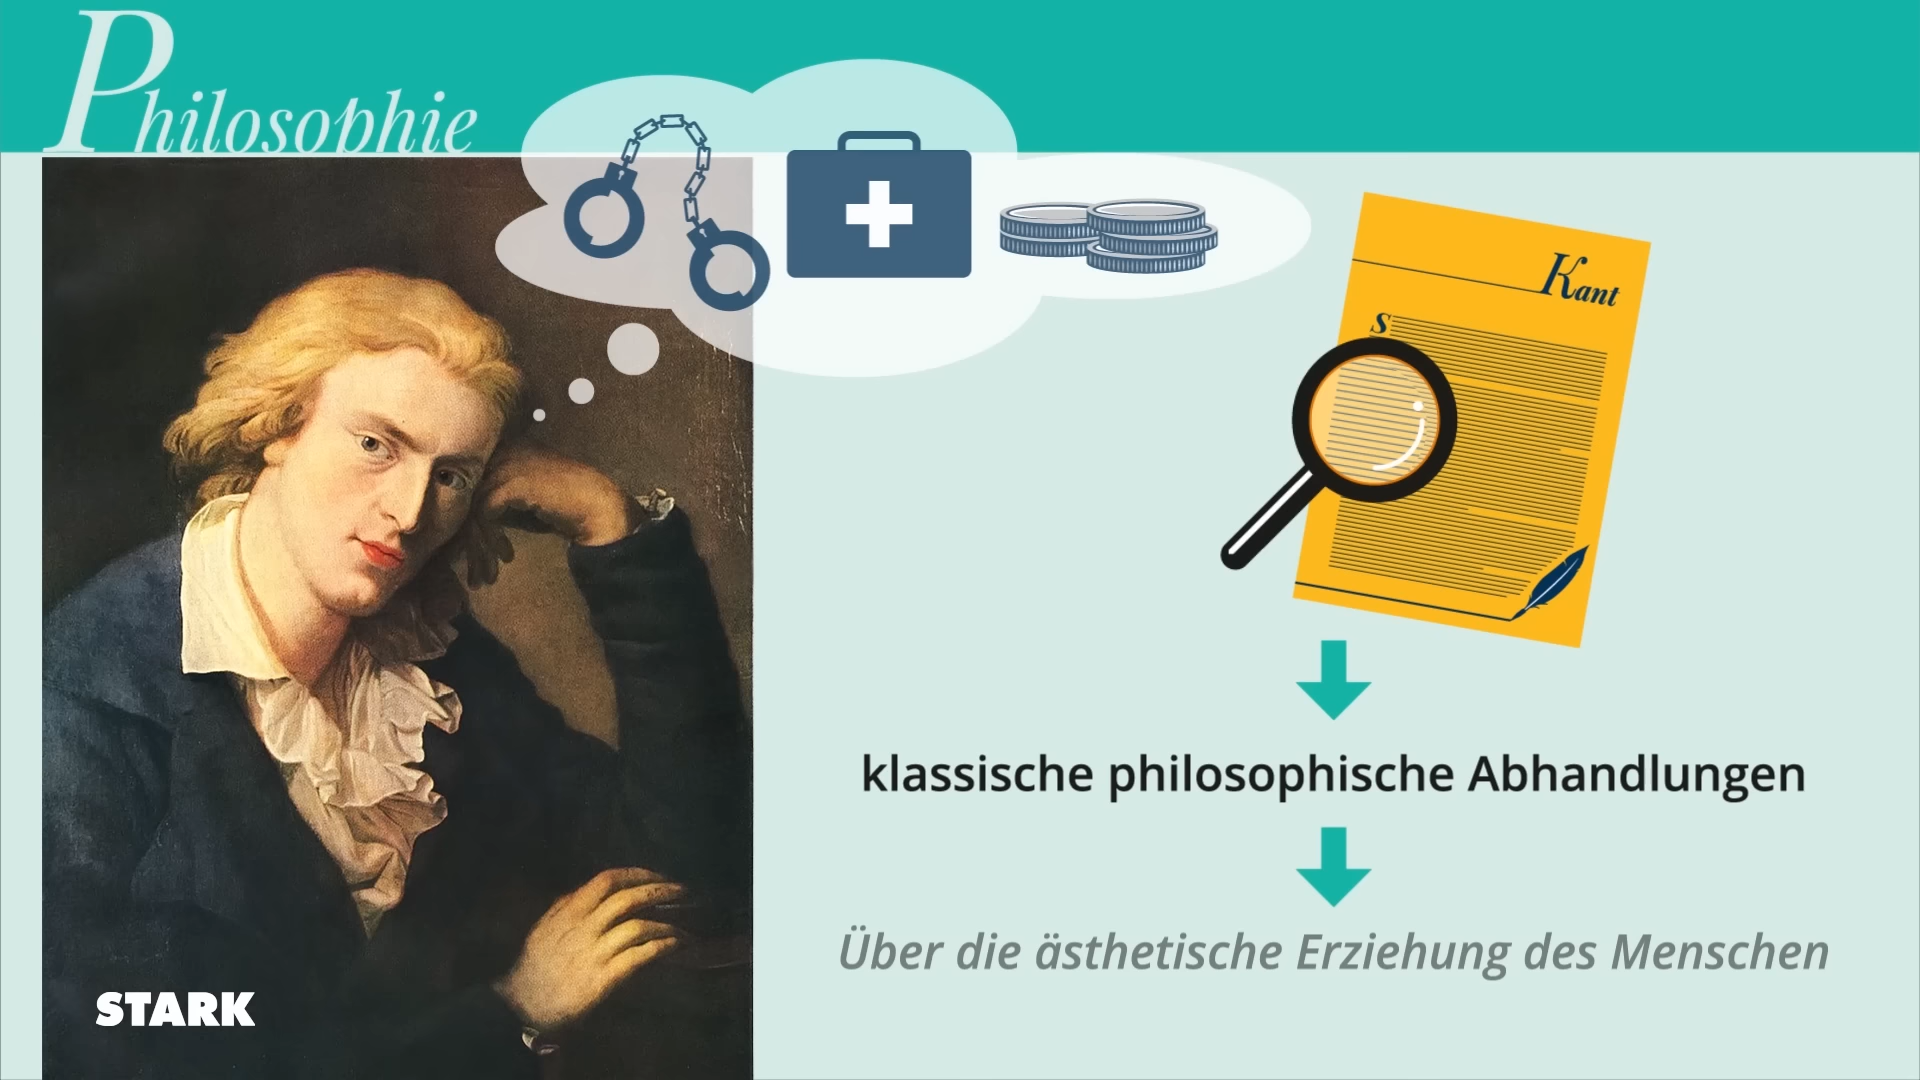 Philosophie
Kant
S
klassische philosophische Abhandlungen
Über die ästhetische Erziehung des Menschen
STARK